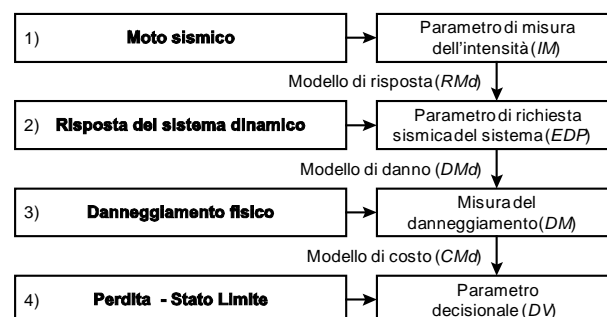 1) Moto sismico
Parametro di misura
dell'intensità (IM)
Modello di risposta (RMd)
2) Risposta del sistema dinamico
Parametro di richiesta
sismica del sistema (EDP)
Modello di danno (DMd)
3) Danneggiamento fisico
Misura del
danneggiamento (DM)
Modello di costo (CMd)
4) Perdita - Stato Limite
Parametro
decisionale (DV)